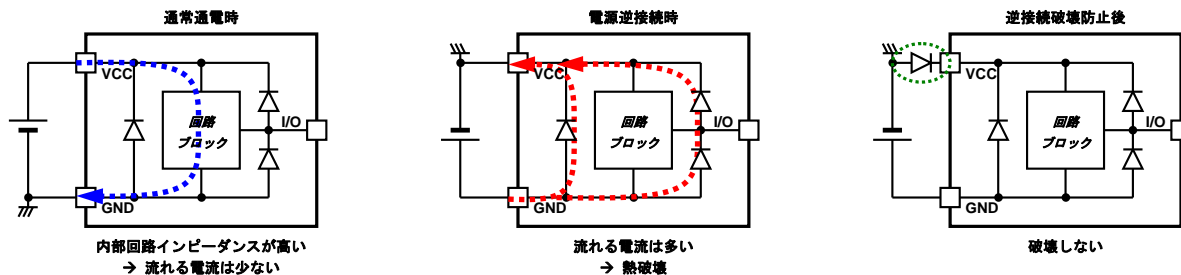 通常通電時
VCC
回路
ブロック
I/O
GND
内部回路インピーダンスが高い
→ 流れる電流は少ない
電源逆接続時
VCC
回路
ブロック
I/O
GND
流れる電流は多い
→ 熱破壊
逆接続破壊防止後
VCC
回路
ブロック
I/O
GND
破壊しない